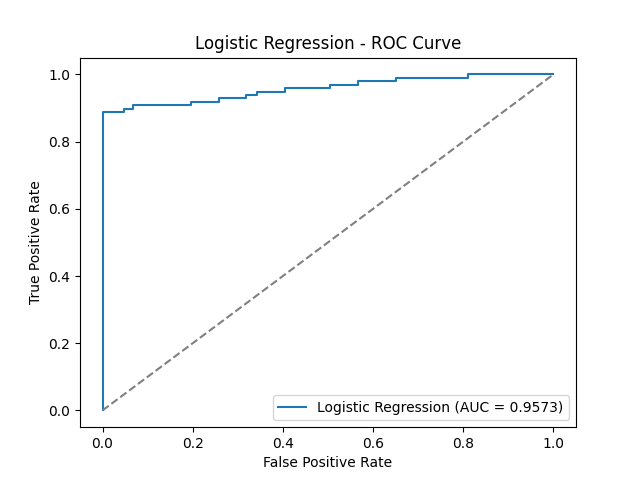 Logistic Regression - ROC Curve
1.0
0.8
0.6
0.4
0.2
0.0
True Positive Rate
Logistic Regression (AUC = 0.9573)
0.0 0.2 0.4 0.6 0.8 1.0
False Positive Rate